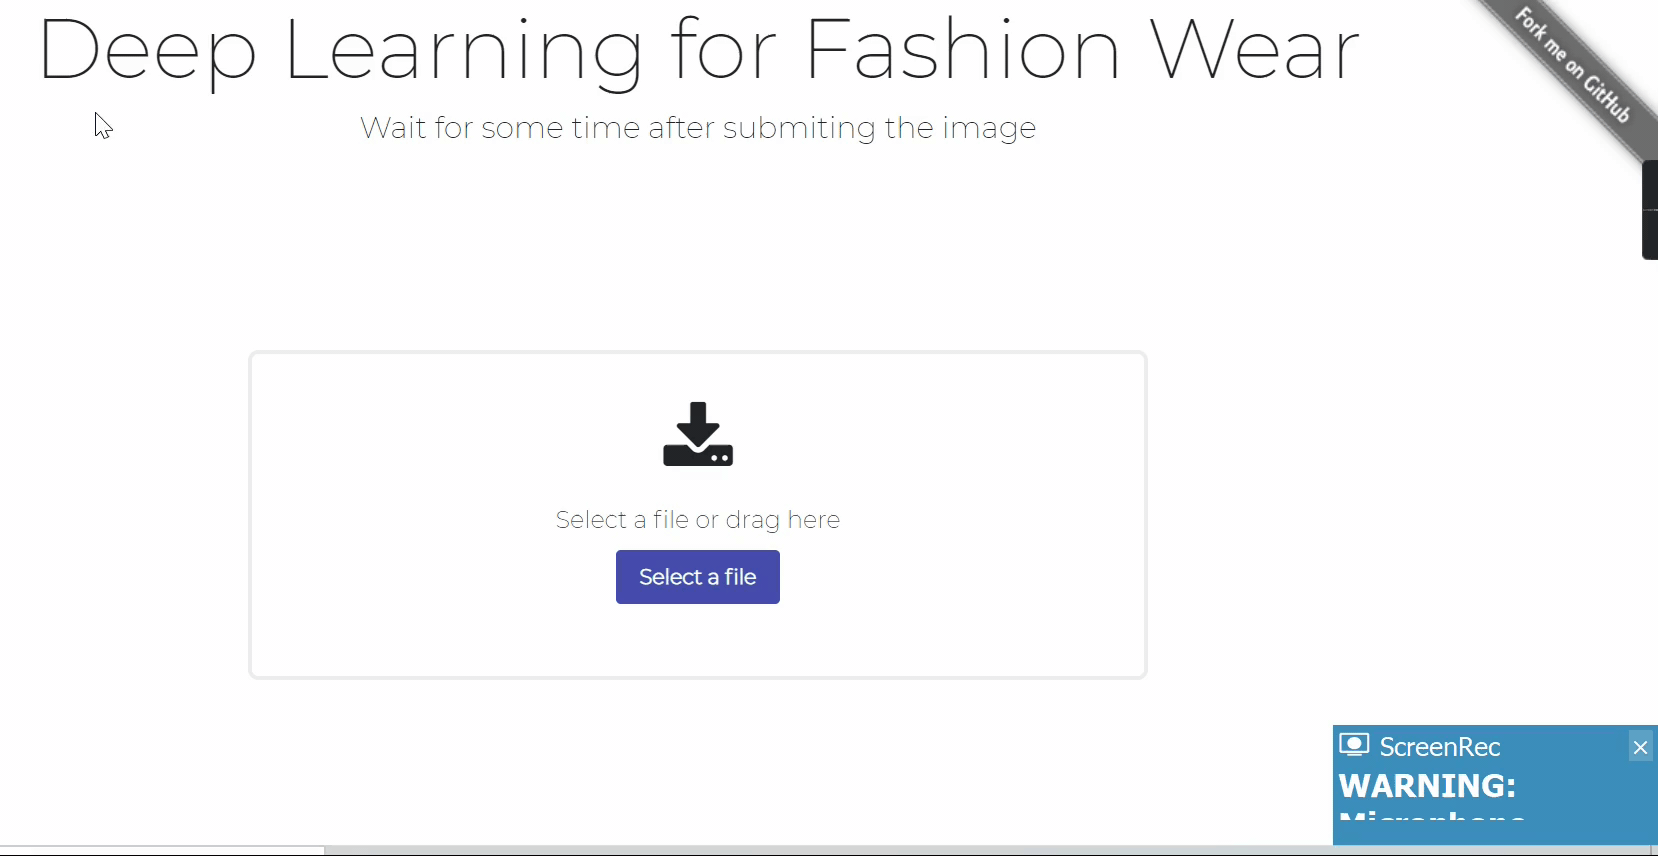 Deep Learning for Fashion Wear
Fork me on GitHub
Wait for some time after submiting the image
Select a file or drag here
Select a file
ScreenRec
WARNING:
Microphone